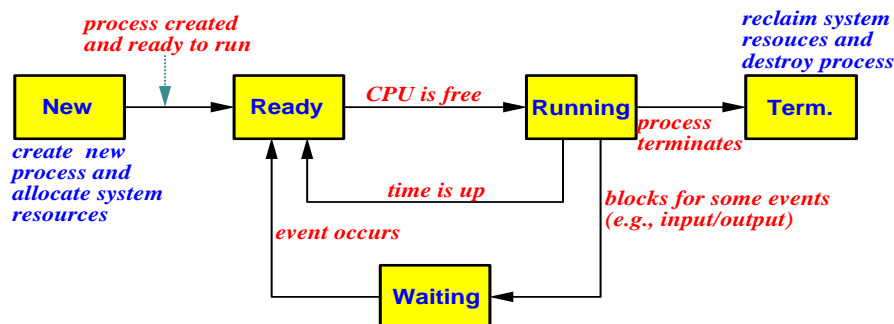 process created
and ready to run
reclaim system
resouces and
destroy process
New
Ready
CPU is free
Running
Term.
process
terminates
create new
process and
allocate system
resources
time is up
blocks for some events
(e.g., input/output)
event occurs
Waiting